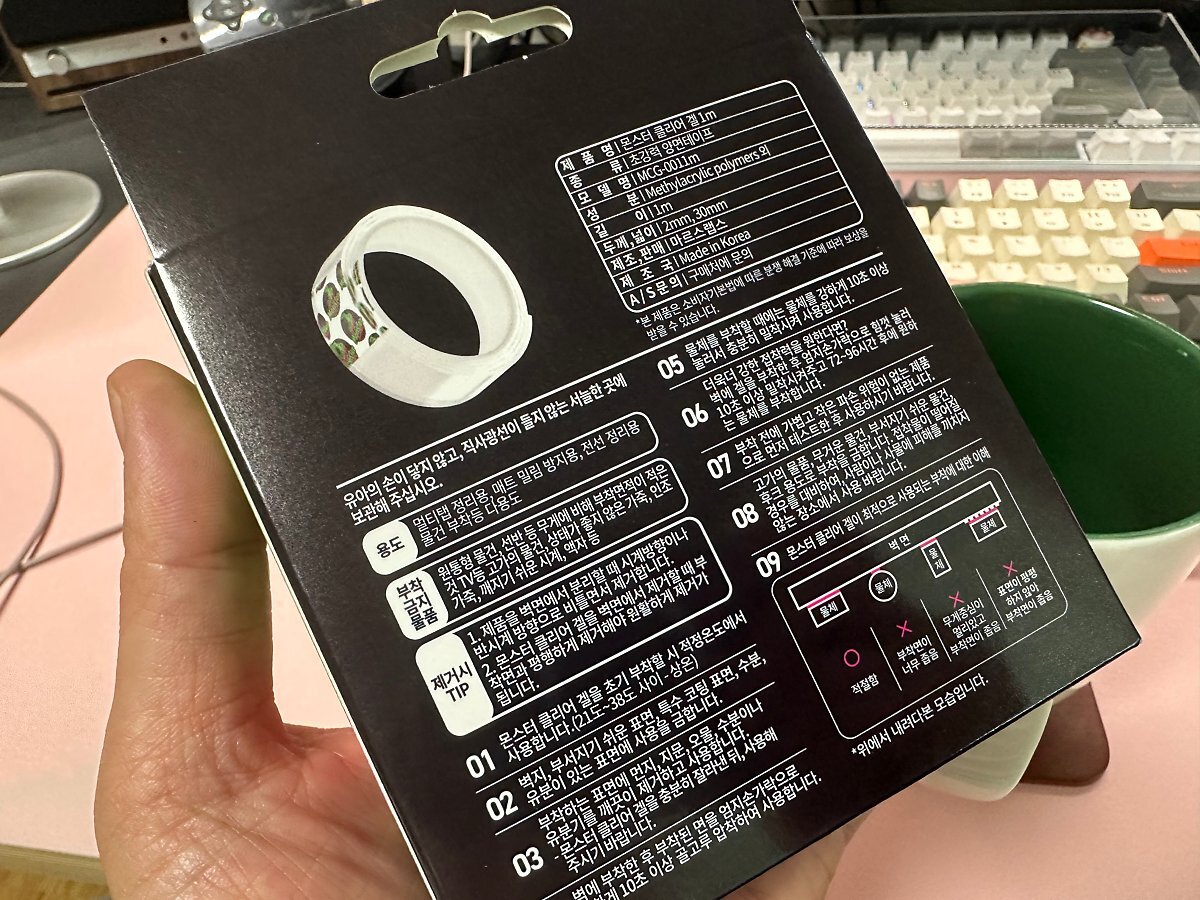 제 품 명 | 몬스터 클리어 겔 1m
종 류 | 초강력 양면테이프
모 델 명 | MCG-0011m
성 분 | Methylacrylic polymers 외
길 이 | 1m
두께,넓이 | 2mm,30mm
제조,판매 | 마르스랩스
제 조 국 | Made in Korea
A/S문의 | 구매처에 문의
*본 제품은 소비자기본법에 따른 분쟁 해결 기준에 따라 보상을
받을 수 있습니다.
유아의 손이 닿지 않고, 직사광선이 들지 않는 서늘한 곳에
보관해 주십시오.
용도
멀티탭 정리용, 매트 밀림 방지용, 전선 정리용
물건 부착등 다용도
부착
금지
물품
원통형 물건, 선반 등 무게에 비해 부착면적이 적은
것,TV등 고가의 물건, 상태가 좋지 않은 가죽, 인조
가죽, 깨지기 쉬운 시계, 액자 등
제거시
TIP
1. 제품을 벽면에서 분리할 때 시계방향이나
반시계 방향으로 비틀면서 제거합니다.
2. 몬스터 클리어 겔을 벽면에서 제거할 때 부
착면과 평행하게 제거해야 원활하게 제거가
됩니다.
01 몬스터 클리어 겔을 초기 부착할 시 적정온도에서
사용합니다.(21도-38도 사이-상온)
02 벽지, 부서지기 쉬운 표면, 특수 코팅 표면, 수분,
유분이 있는 표면에 사용을 금합니다.
03 부착하는 표면에 먼지, 지문, 오물, 수분이나
유분기를 깨끗이 제거하고 사용합니다.
- 몬스터 클리어 겔을 충분히 잘라낸 뒤, 사용해
주시기 바랍니다.
벽에 부착한 후 부착된 면을 엄지손가락으로
10초 이상 골고루 압착하여 사용합니다.
05 물체를 부착할 때에는 물체를 강하게 10초 이상
눌러서 충분히 밀착시켜 사용합니다.
06 더욱더 강한 점착력을 원한다면?
벽에 겔을 부착한 후 엄지손가락으로 힘껏 눌러
10초 이상 밀착시켜주고 72~96시간 후에 원하
는 물체를 부착합니다.
07 부착 전에 가볍고 작은 파손 위험이 없는 제품
으로 먼저 테스트한 후 사용하시기 바랍니다.
08 고가의 물품, 무거운 물건, 부서지기 쉬운 물건,
후크 용도로 부착을 금합니다. 점착물이 떨어질
경우를 대비하여, 사람이나 사물에 피해를 끼치지
않는 장소에서 사용 바랍니다.
09 몬스터 클리어 겔이 최적으로 사용되는 부착에 대한 이해
벽 면
물체
물체
물체
물체
○
적절함
×
부착면이
너무 좁음
×
무게중심이
멀리있고
부착면이 좁음
×
표면이 평평
하지 않아
부착면이 좁음
*위에서 내려다본 모습입니다.